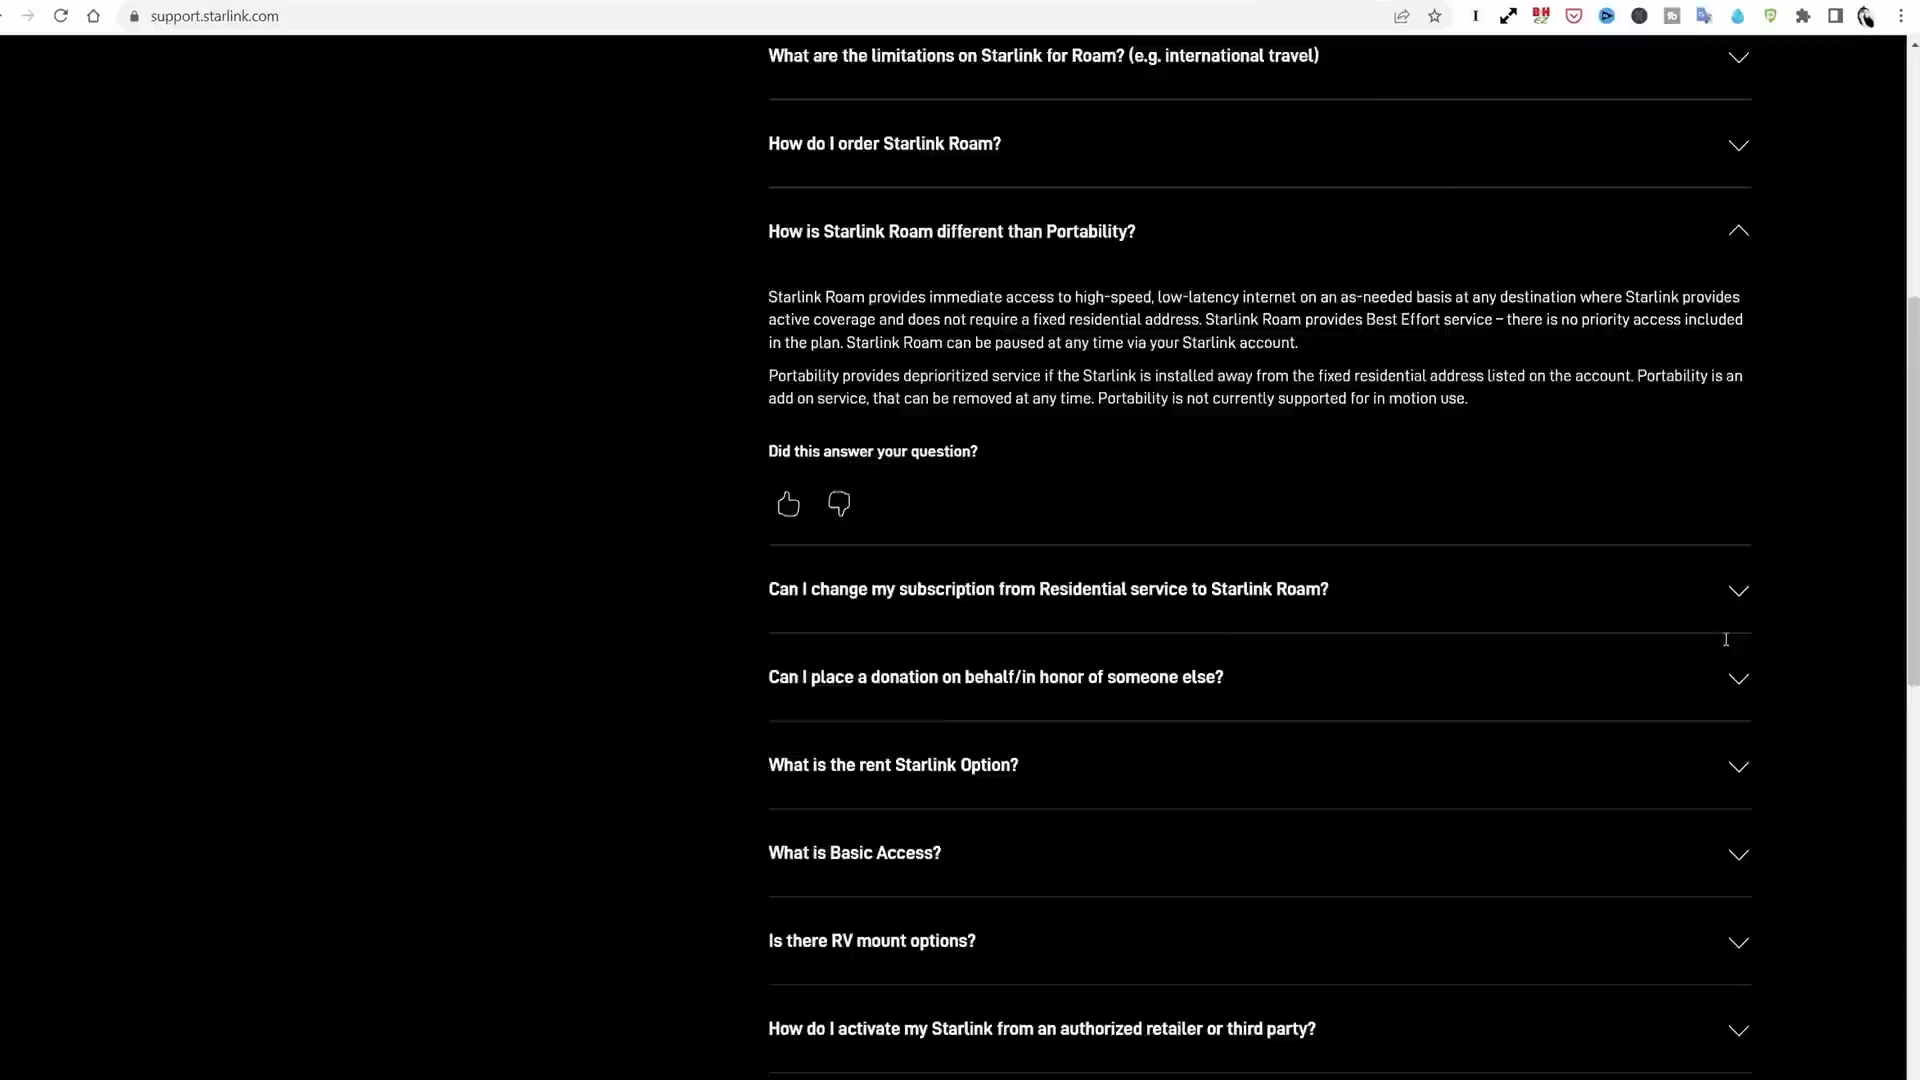 support.starlink.com
What are the limitations on Starlink for Roam? (e.g. international travel)
How do I order Starlink Roam?
How is Starlink Roam different than Portability?
Starlink Roam provides immediate access to high-speed, low-latency internet on an as-needed basis at any destination where Starlink provides
active coverage and does not require a fixed residential address. Starlink Roam provides Best Effort service – there is no priority access included
in the plan. Starlink Roam can be paused at any time via your Starlink account.
Portability provides deprioritized service if the Starlink is installed away from the fixed residential address listed on the account. Portability is an
add on service, that can be removed at any time. Portability is not currently supported for in motion use.
Did this answer your question?
Can I change my subscription from Residential service to Starlink Roam?
Can I place a donation on behalf/in honor of someone else?
What is the rent Starlink Option?
What is Basic Access?
Is there RV mount options?
How do I activate my Starlink from an authorized retailer or third party?